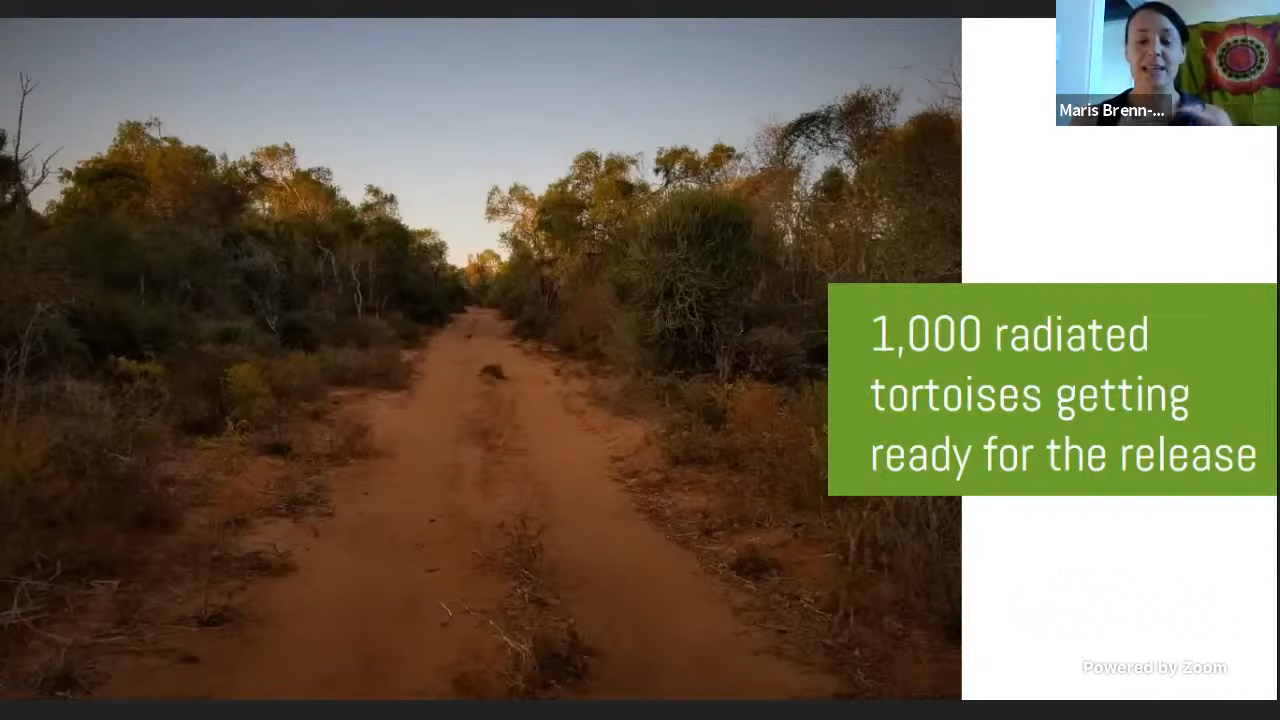 Maris Brenn-...
1,000 radiated
tortoises getting
ready for the release
Powered by Zoom